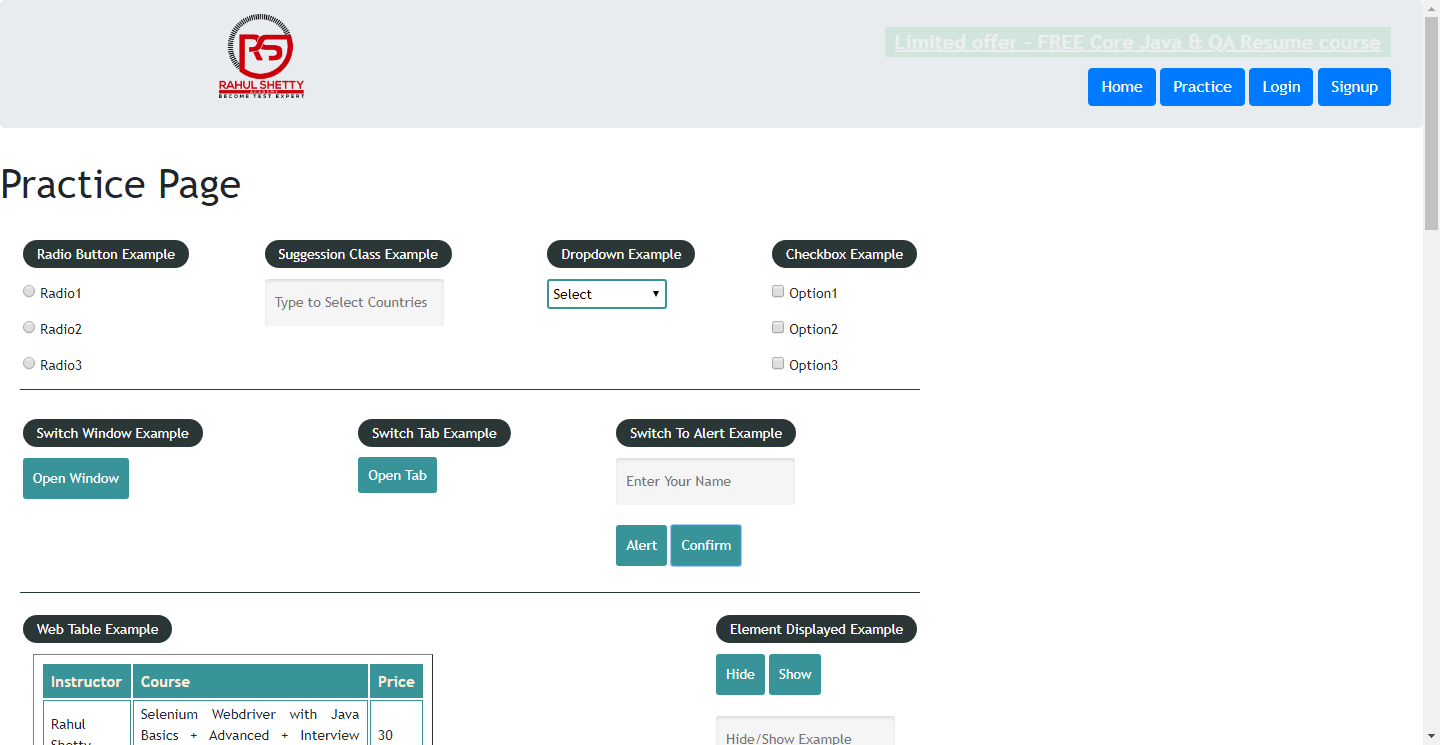 RS
RAHUL SHETTY
ACADEMY
BECOME TEST EXPERT
Limited offer - FREE Core Java & QA Resume course
Home Practice Login Signup
Practice Page
Radio Button Example
Radio1
Radio2
Radio3
Suggession Class Example
Type to Select Countries
Dropdown Example
Select
Checkbox Example
Option1
Option2
Option3
Switch Window Example
Open Window
Switch Tab Example
Open Tab
Switch To Alert Example
Enter Your Name
Alert Confirm
Web Table Example
Instructor Course Price
Rahul
Shetty
Selenium Webdriver with Java
Basics + Advanced + Interview
30
Element Displayed Example
Hide Show
Hide/Show Example